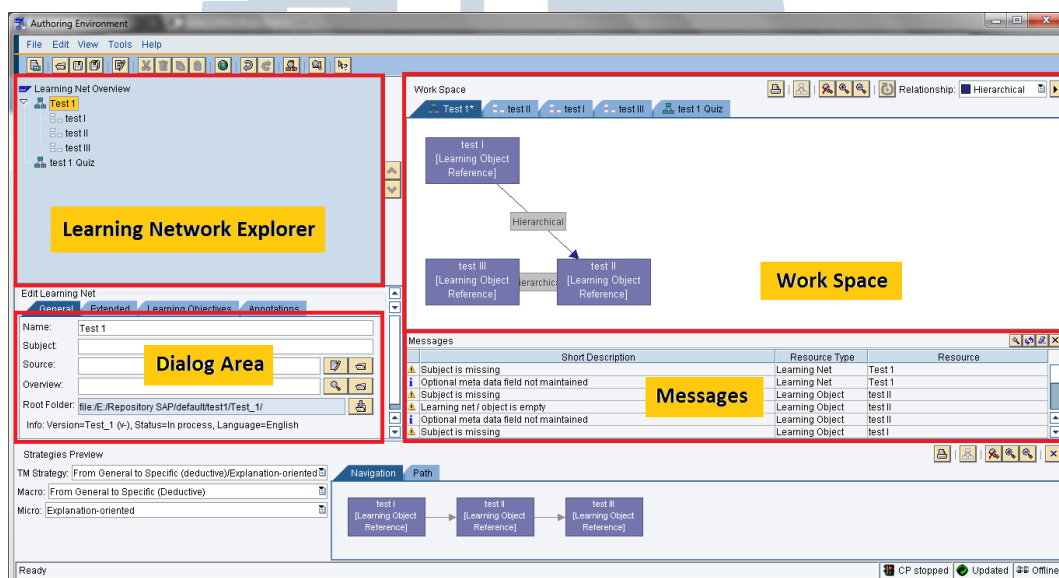 Authoring Environment
File Edit View Tools Help
Learning Net Overview
Test 1
test I
test II
test III
test 1 Quiz
Learning Network Explorer
Work Space
Relationship: Hierarchical
Test 1* test II test I test III test 1 Quiz
test I
[Learning Object
Reference]
Hierarchical
test III
[Learning Object
Reference]
ierarchic
test II
[Learning Object
Reference]
Work Space
Edit Learning Net
General Extended Learning Objectives Annotations
Name: Test 1
Subject:
Source:
Overview:
Root Folder: file:/E:/Repository SAP/default/test1/Test_1/
Info: Version=Test_1 (v-), Status=In process, Language=English
Dialog Area
Messages
Short Description Resource Type Resource
Subject is missing Learning Net Test 1
Optional meta data field not maintained Learning Net Test 1
Subject is missing Learning Object test II
Learning net / object is empty Learning Object test II
Optional meta data field not maintained Learning Object test II
Subject is missing Learning Object test I
Messages
Strategies Preview
TM Strategy: From General to Specific (deductive)/Explanation-oriented
Macro: From General to Specific (Deductive)
Micro: Explanation-oriented
Navigation Path
test I
[Learning Object
Reference]
test II
[Learning Object
Reference]
test III
[Learning Object
Reference]
Ready
CP stopped Updated Offline